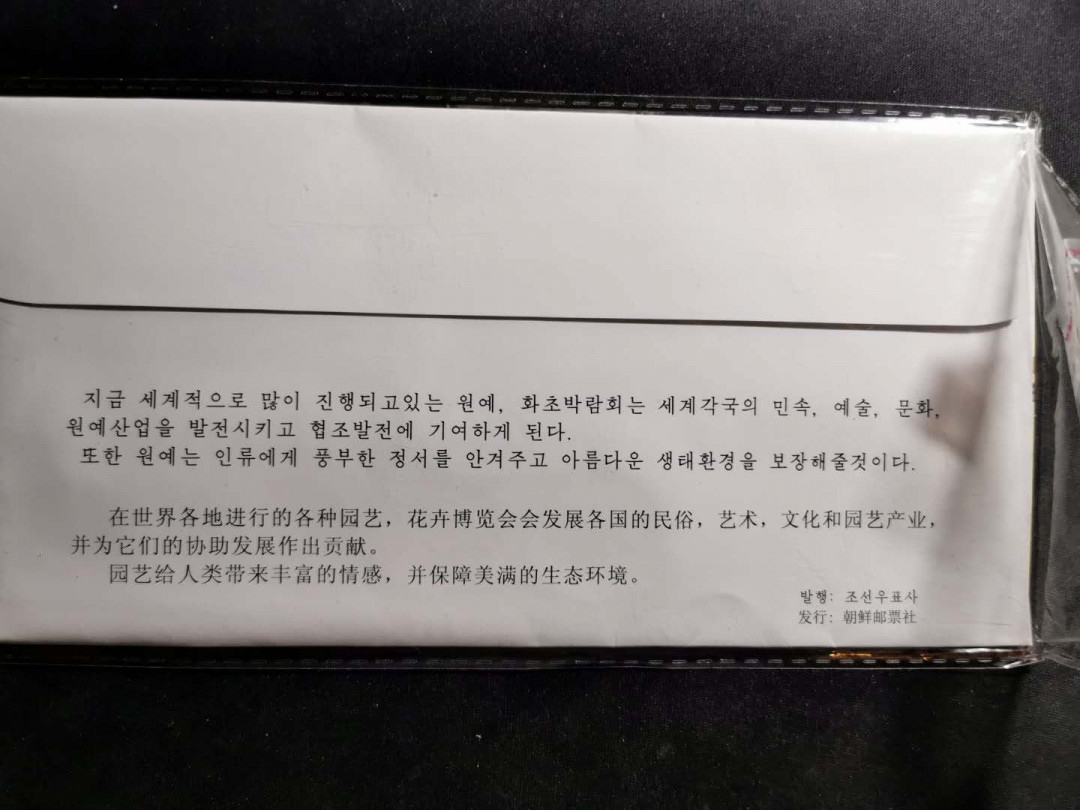 지금 세계적으로 많이 진행되고있는 원예, 화초박람회는 세계각국의 민속, 예술, 문화,
원예산업을 발전시키고 협조발전에 기여하게 된다.
또한 원예는 인류에게 풍부한 정서를 안겨주고 아름다운 생태환경을 보장해줄것이다.
在世界各地进行的各种园艺，花卉博览会会发展各国的民俗，艺术，文化和园艺产业，
并为它们的协助发展作出贡献。
园艺给人类带来丰富的情感，并保障美满的生态环境。
발행: 조선우표사
发行: 朝鲜邮票社